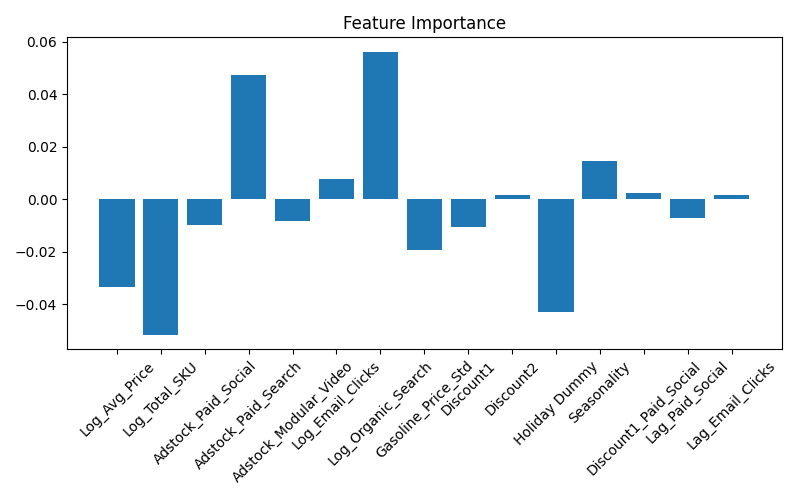 Feature Importance
0.06
0.04
0.02
0.00
−0.02
−0.04
Log_Avg_Price
Log_Total_SKU
Adstock_Paid_Social
Adstock_Paid_Search
Adstock_Modular_Video
Log_Email_Clicks
Log_Organic_Search
Gasoline_Price_Std
Discount1
Discount2
Holiday Dummy
Seasonality
Discount1_Paid_Social
Lag_Paid_Social
Lag_Email_Clicks